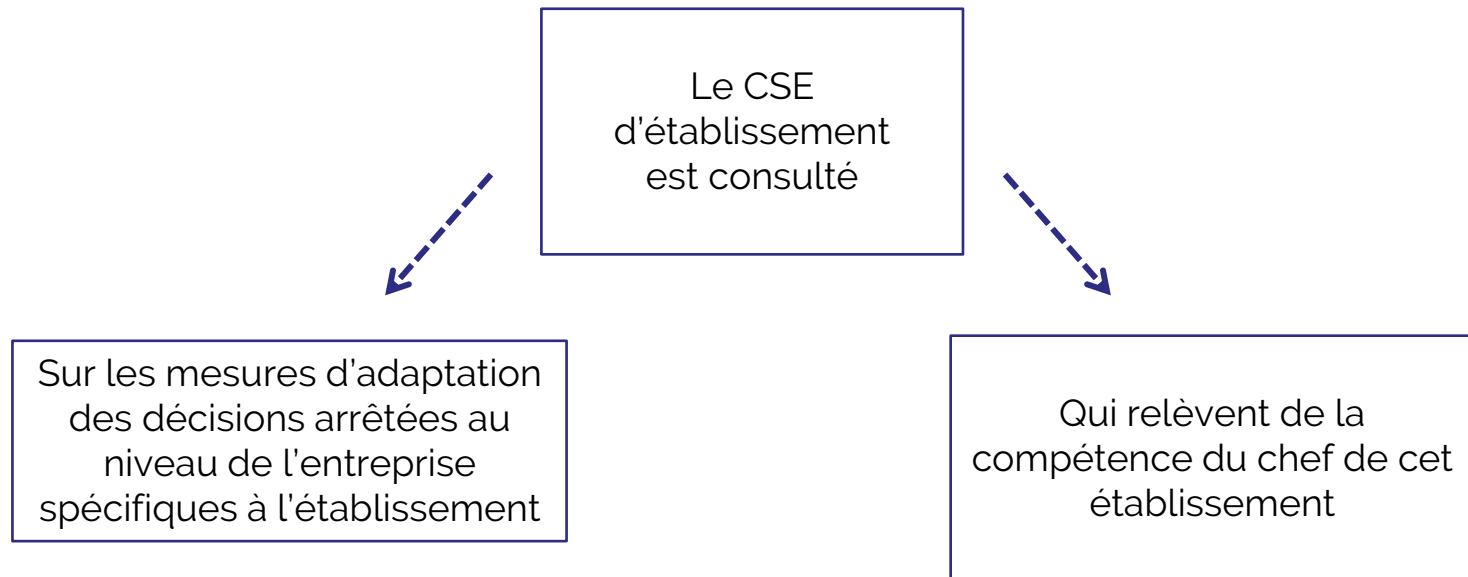 Le CSE
d’établissement
est consulté
Sur les mesures d’adaptation
des décisions arrêtées au
niveau de l’entreprise
spécifiques à l’établissement
Qui relèvent de la
compétence du chef de cet
établissement